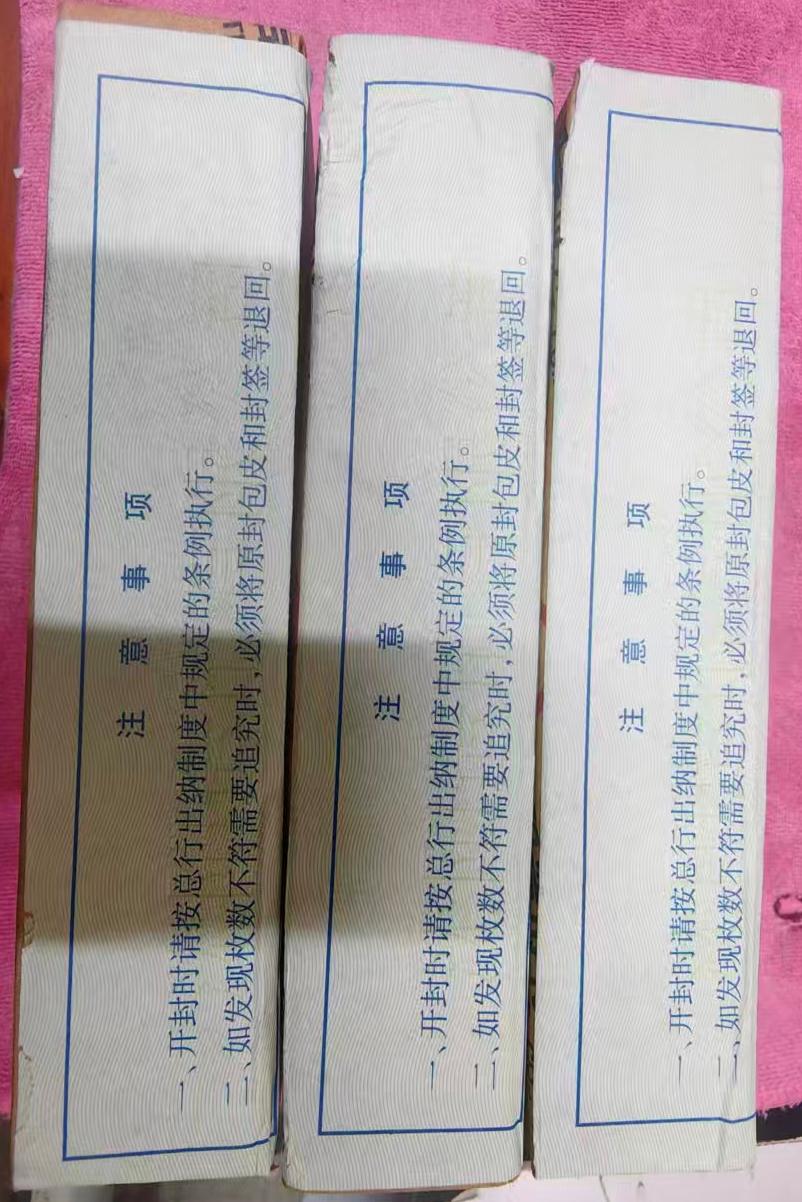 注意事项
一、开封时请按总行出纳制度中规定的条例执行。
二、如发现枚数不符需要追究时,必须将原封包皮和封签等退回。
注意事项
一、开封时请按总行出纳制度中规定的条例执行。
二、如发现枚数不符需要追究时,必须将原封包皮和封签等退回。
注意事项
一、开封时请按总行出纳制度中规定的条例执行。
二、如发现枚数不符需要追究时,必须将原封包皮和封签等退回。